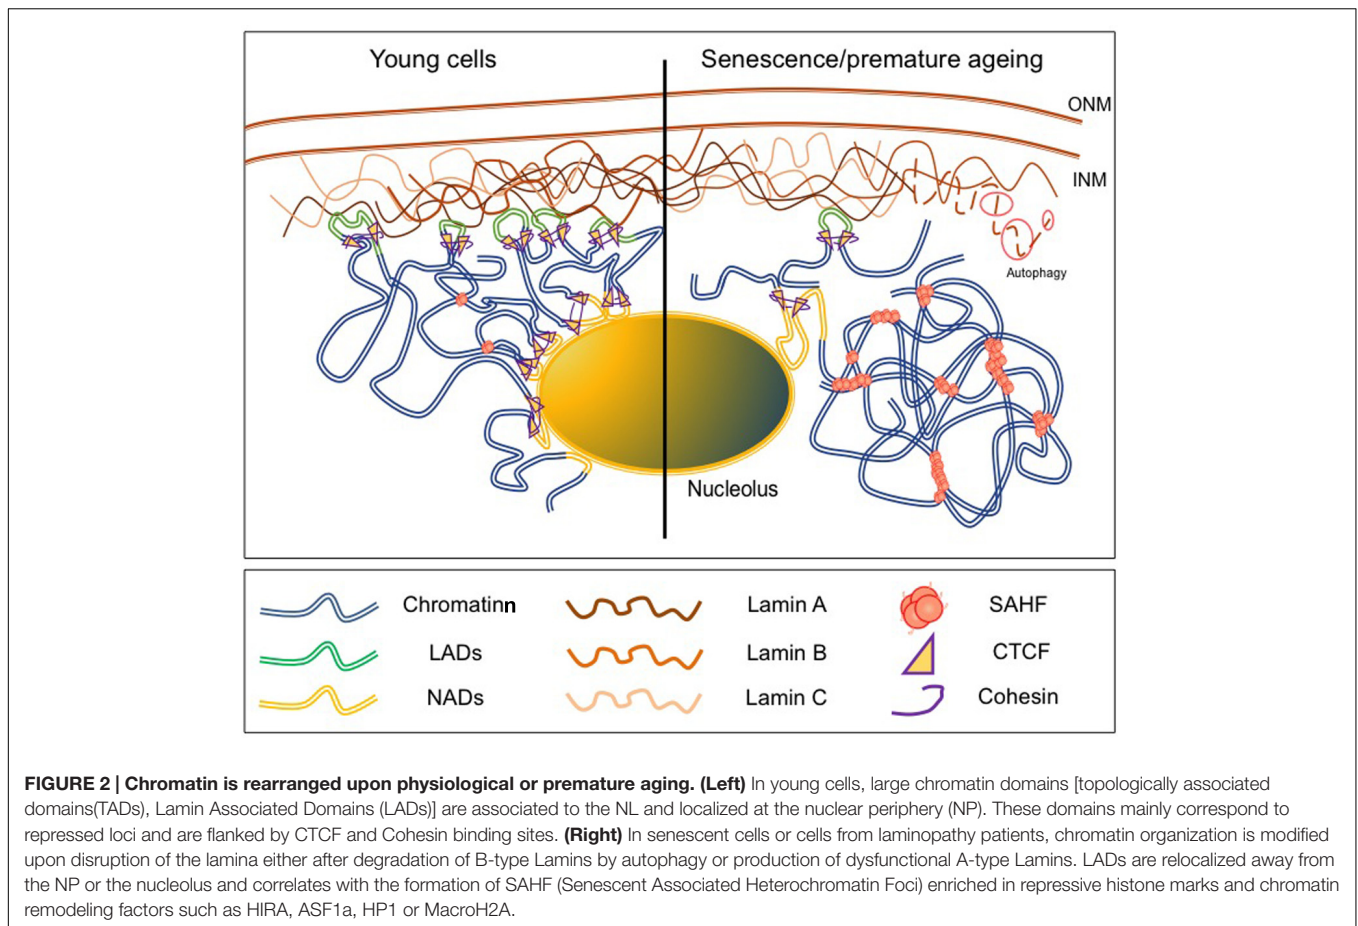 Young cells
Senescence/premature ageing
ONM
INM
Autophagy
Nucleolus
Chromatinn
Lamin A
SAHF
LADs
Lamin B
CTCF
NADs
Lamin C
Cohesin
FIGURE 2 | Chromatin is rearranged upon physiological or premature aging. (Left) In young cells, large chromatin domains [topologically associated
domains(TADs), Lamin Associated Domains (LADs)] are associated to the NL and localized at the nuclear periphery (NP). These domains mainly correspond to
repressed loci and are flanked by CTCF and Cohesin binding sites. (Right) In senescent cells or cells from laminopathy patients, chromatin organization is modified
upon disruption of the lamina either after degradation of B-type Lamins by autophagy or production of dysfunctional A-type Lamins. LADs are relocalized away from
the NP or the nucleolus and correlates with the formation of SAHF (Senescent Associated Heterochromatin Foci) enriched in repressive histone marks and chromatin
remodeling factors such as HIRA, ASF1a, HP1 or MacroH2A.